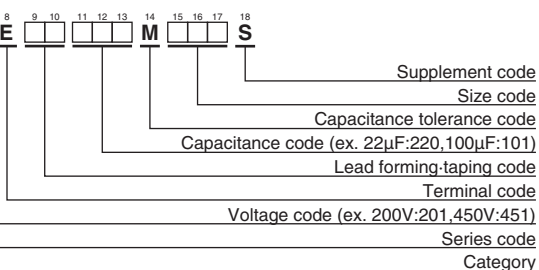 8 9 10 11 12 13 14 15 16 17 18
E M S
Supplement code
Size code
Capacitance tolerance code
Capacitance code (ex. 22μF:220,100μF:101)
Lead forming·taping code
Terminal code
Voltage code (ex. 200V:201,450V:451)
Series code
Category